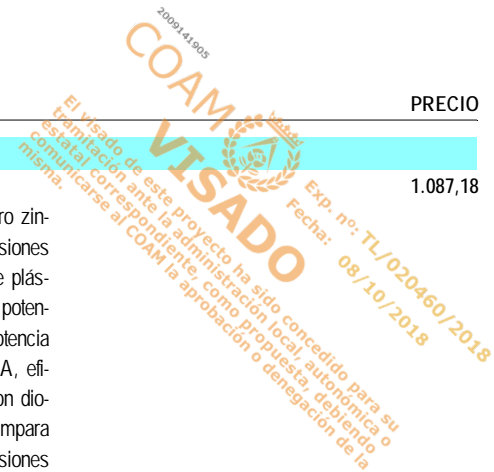 2009141905
COAM
VISADO
Exp. nº: TL/020460/2018
Fecha: 08/10/2018
El visado de este proyecto ha sido concedido para su
tramitación ante la administración local, autonómica o
estatal correspondiente, como propuesta, debiendo
comunicarse al COAM la aprobación o denegación de la
misma.
PRECIO
1.087,18
ro zin-
siones
e plás-
poten-
otencia
A, efi-
on dio-
mpara
siones